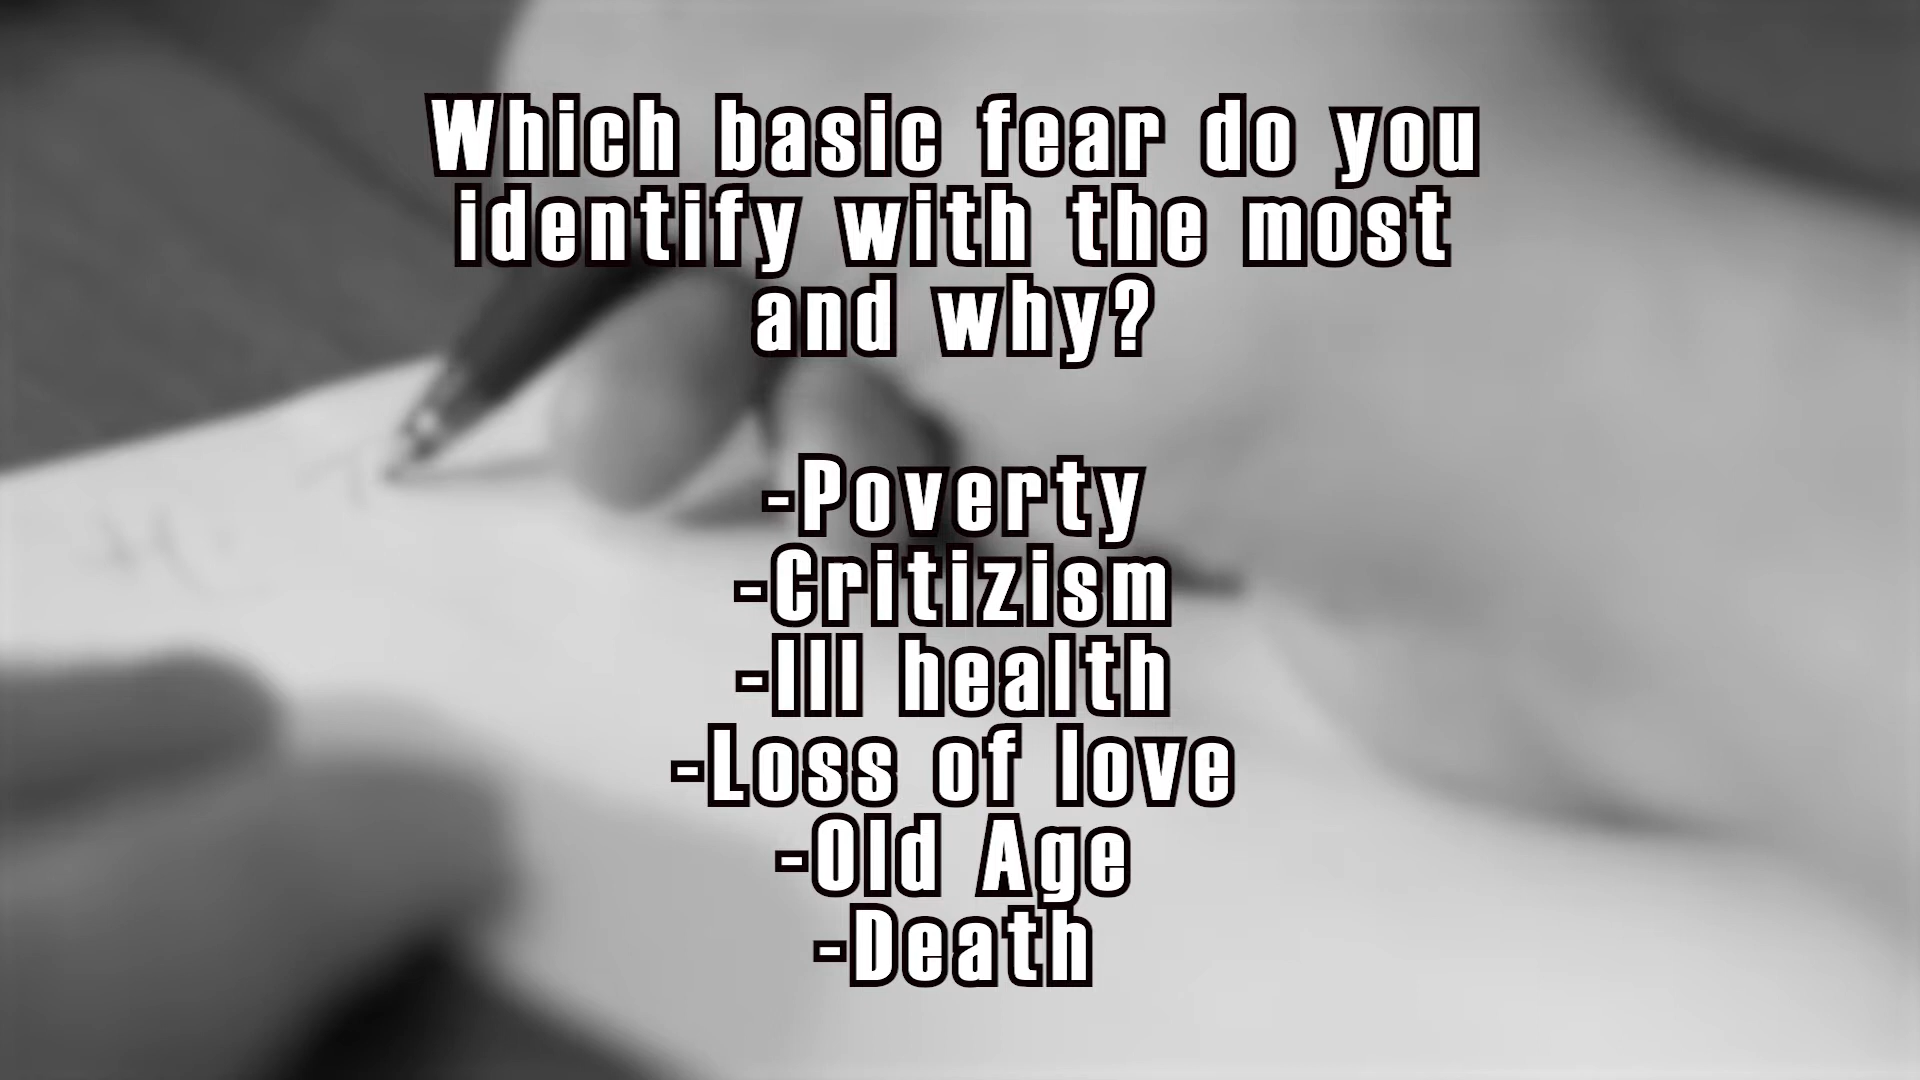 Which basic fear do you
identify with the most
and why?
-Poverty
-Critizism
-Ill health
-Loss of love
-Old Age
-Death